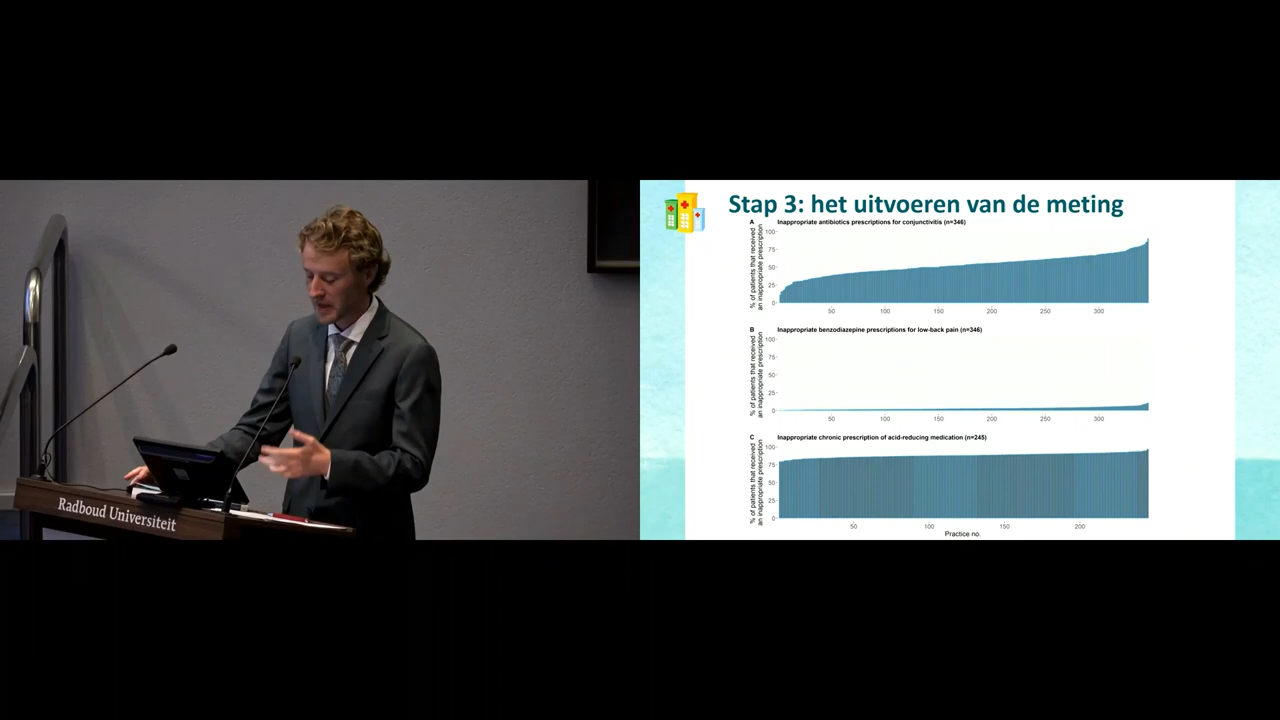 Radboud Universiteit
Stap 3: het uitvoeren van de meting
A
Inappropriate antibiotics prescriptions for conjunctivitis (n=346)
% of patients that received
an inappropriate prescription
100
75
50
25
0
50
100
150
200
250
300
B
Inappropriate benzodiazepine prescriptions for low-back pain (n=346)
% of patients that received
an inappropriate prescription
100
75
50
25
0
50
100
150
200
250
300
C
Inappropriate chronic prescription of acid-reducing medication (n=245)
% of patients that received
an inappropriate prescription
100
75
50
25
0
50
100
150
200
Practice no.